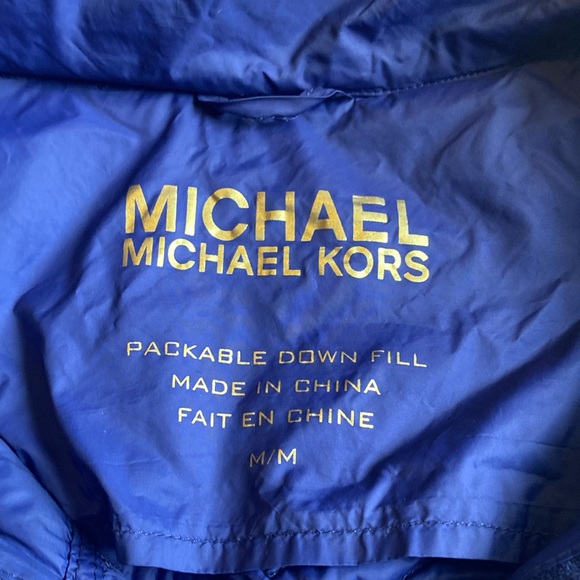 MICHAEL
MICHAEL KORS
PACKABLE DOWN FILL
MADE IN CHINA
FAIT EN CHINE
M/M